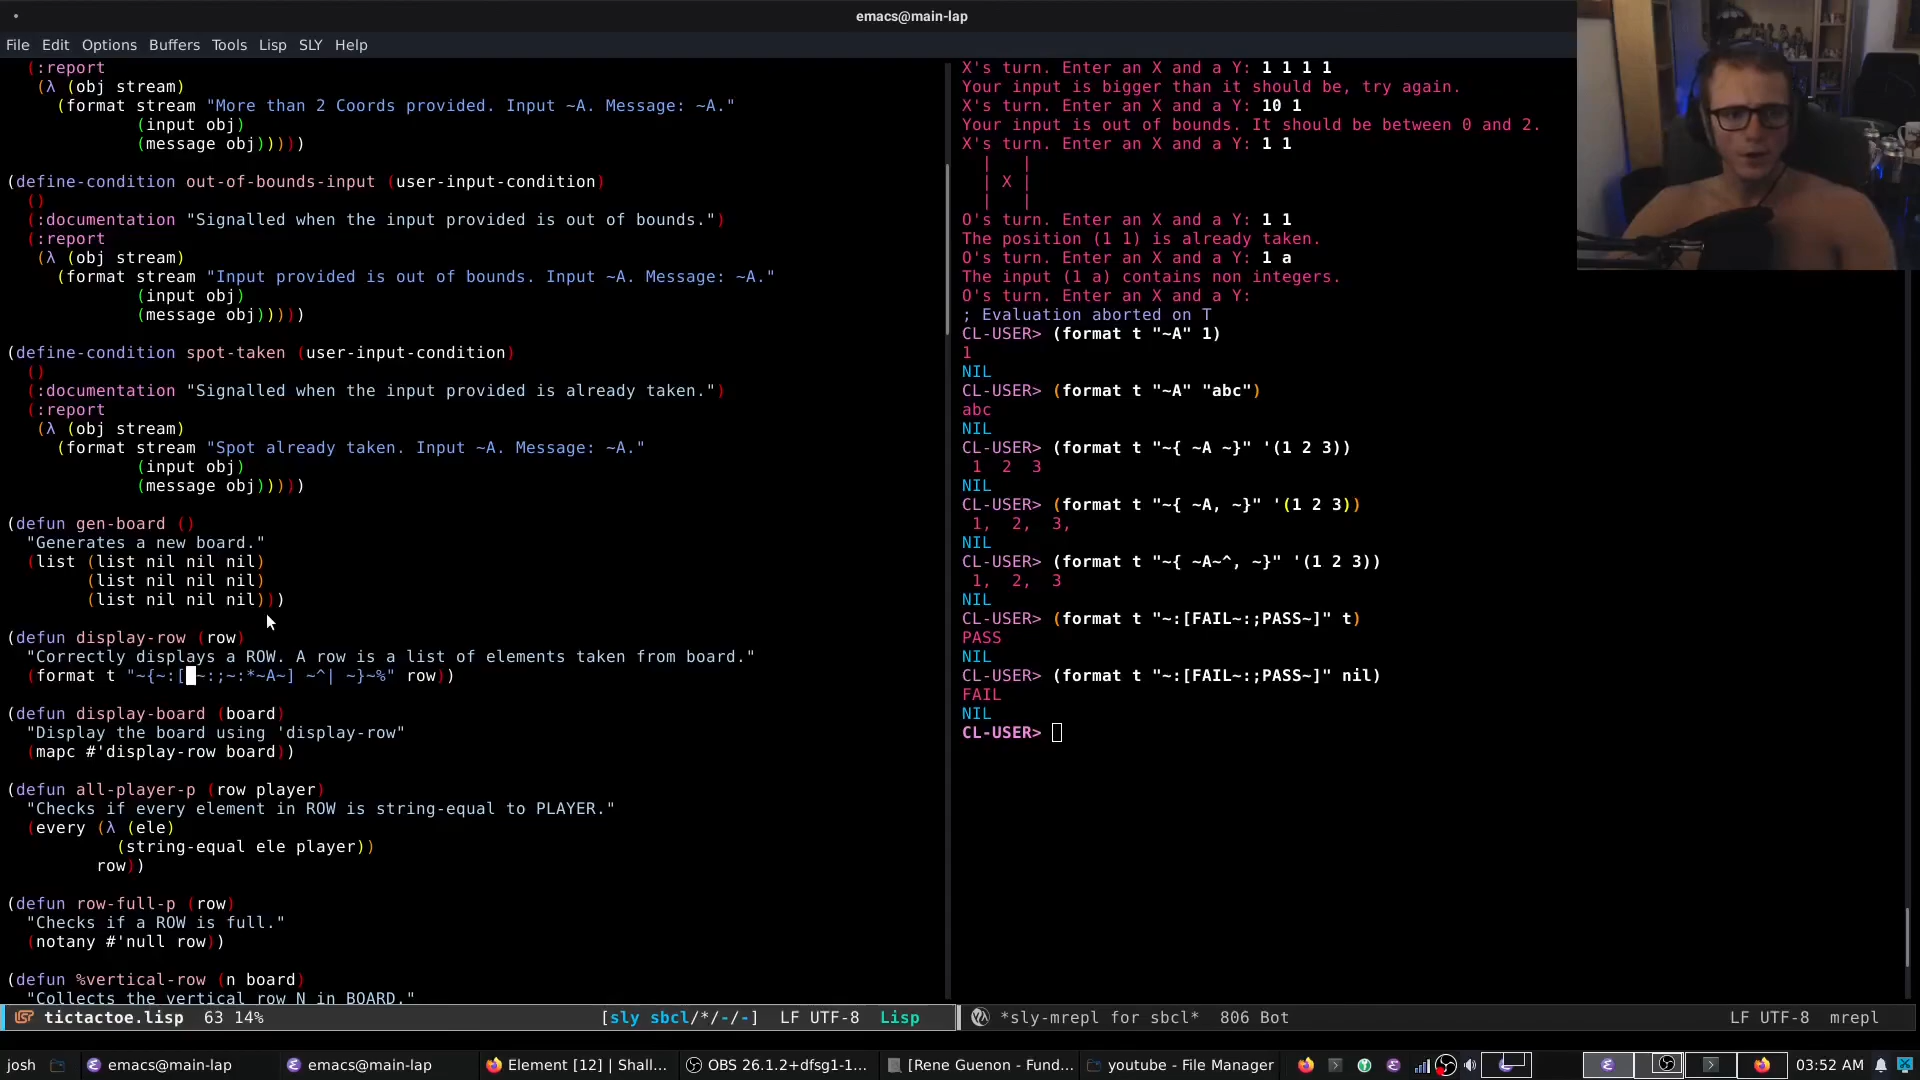 emacs@main-lap
File Edit Options Buffers Tools Lisp SLY Help
(:report
(λ (obj stream)
(format stream "More than 2 Coords provided. Input ~A. Message: ~A."
(input obj)
(message obj)))))
(define-condition out-of-bounds-input (user-input-condition)
()
(:documentation "Signalled when the input provided is out of bounds.")
(:report
(λ (obj stream)
(format stream "Input provided is out of bounds. Input ~A. Message: ~A."
(input obj)
(message obj)))))
(define-condition spot-taken (user-input-condition)
()
(:documentation "Signalled when the input provided is already taken.")
(:report
(λ (obj stream)
(format stream "Spot already taken. Input ~A. Message: ~A."
(input obj)
(message obj)))))
(defun gen-board ()
"Generates a new board."
(list (list nil nil nil)
(list nil nil nil)
(list nil nil nil)))
(defun display-row (row)
"Correctly displays a ROW. A row is a list of elements taken from board."
(format t "~{~:[ ~:;~:*~A~] ~^| ~}~%" row))
(defun display-board (board)
"Display the board using 'display-row"
(mapc #'display-row board))
(defun all-player-p (row player)
"Checks if every element in ROW is string-equal to PLAYER."
(every (λ (ele)
(string-equal ele player))
row))
(defun row-full-p (row)
"Checks if a ROW is full."
(notany #'null row))
(defun %vertical-row (n board)
"Collects the vertical row N in BOARD."
tictactoe.lisp 63 14% [sly sbcl/*/-/-] LF UTF-8 Lisp
X's turn. Enter an X and a Y: 1 1 1 1
Your input is bigger than it should be, try again.
X's turn. Enter an X and a Y: 10 1
Your input is out of bounds. It should be between 0 and 2.
X's turn. Enter an X and a Y: 1 1
| |
| X |
| |
O's turn. Enter an X and a Y: 1 1
The position (1 1) is already taken.
O's turn. Enter an X and a Y: 1 a
The input (1 a) contains non integers.
O's turn. Enter an X and a Y:
; Evaluation aborted on T
CL-USER> (format t "~A" 1)
1
NIL
CL-USER> (format t "~A" "abc")
abc
NIL
CL-USER> (format t "~{ ~A ~}" '(1 2 3))
1 2 3
NIL
CL-USER> (format t "~{ ~A, ~}" '(1 2 3))
1, 2, 3,
NIL
CL-USER> (format t "~{ ~A~^, ~}" '(1 2 3))
1, 2, 3
NIL
CL-USER> (format t "~:[FAIL~:;PASS~]" t)
PASS
NIL
CL-USER> (format t "~:[FAIL~:;PASS~]" nil)
FAIL
NIL
CL-USER>
*sly-mrepl for sbcl* 806 Bot LF UTF-8 mrepl
josh emacs@main-lap emacs@main-lap Element [12] | Shall... OBS 26.1.2+dfsg1-1... [Rene Guenon - Fund... youtube - File Manager 03:52 AM